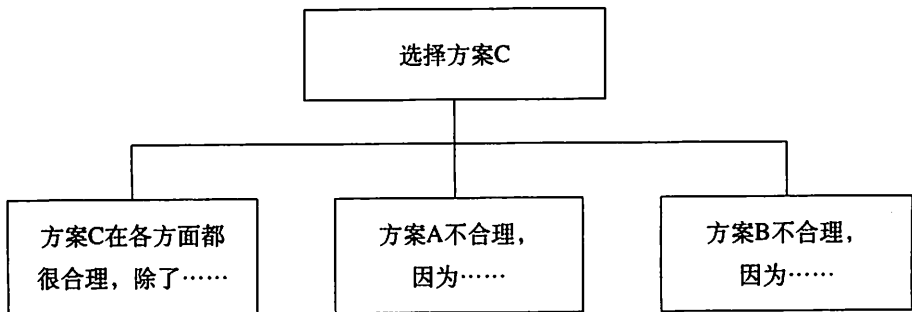 选择方案C
方案C在各方面都
很合理，除了……
方案A不合理，
因为……
方案B不合理，
因为……